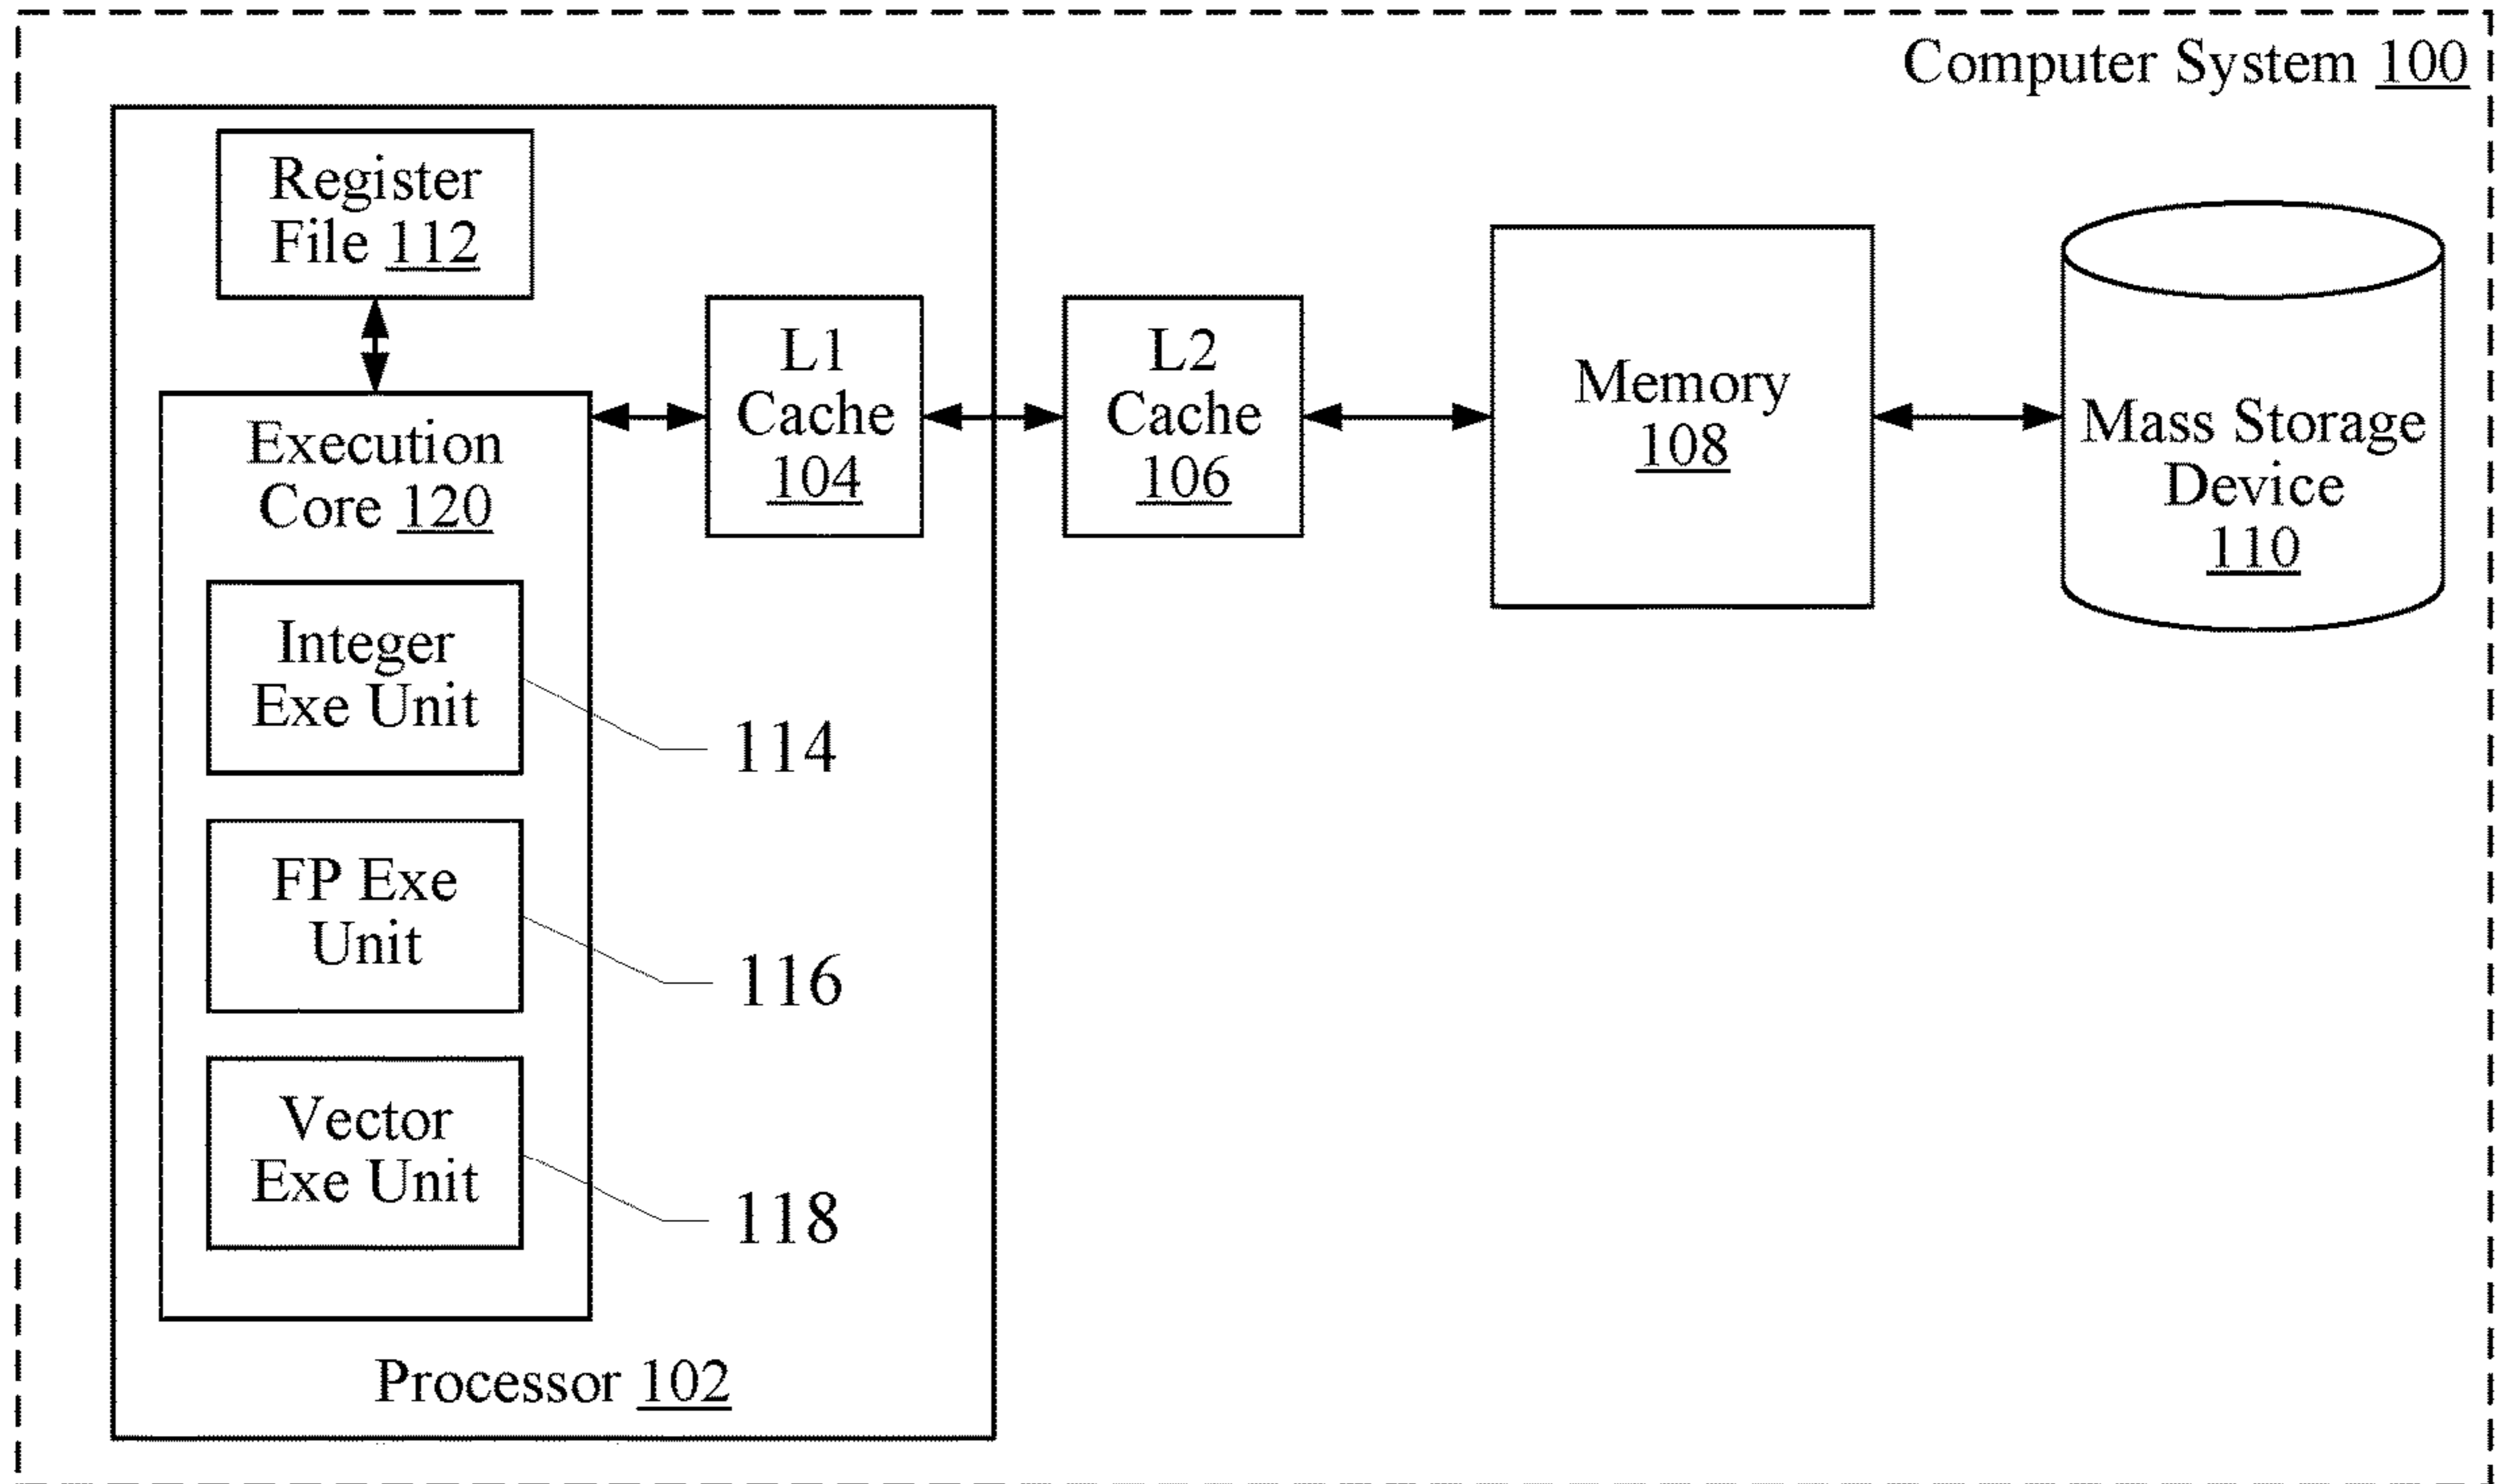 Computer System 100
Register
File 112
Execution
Core 120
Integer
Exe Unit
114
FP Exe
Unit
116
Vector
Exe Unit
118
Processor 102
L1
Cache
104
L2
Cache
106
Memory
108
Mass Storage
Device
110